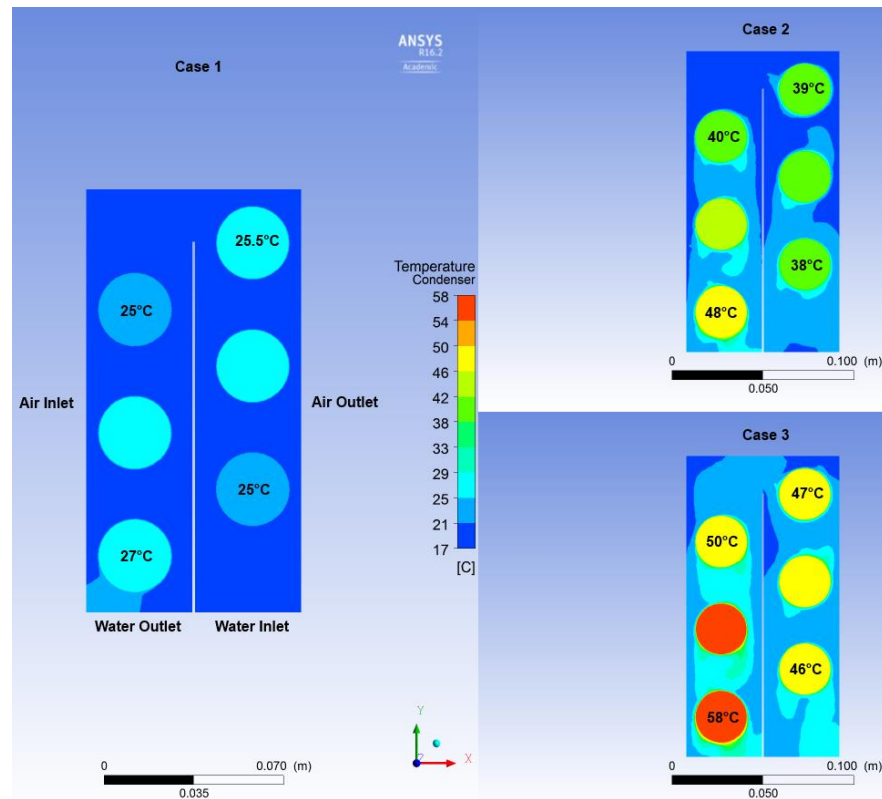 ANSYS
R16.2
Academic
Case 1
25.5°C
25°C
Air Inlet
Air Outlet
25°C
27°C
Water Outlet
Water Inlet
Temperature
Condenser
58
54
50
46
42
38
33
29
25
21
17
[C]
Y
Z
X
0
0.070
(m)
0.035
Case 2
39°C
40°C
38°C
48°C
0
0.100
(m)
0.050
Case 3
47°C
50°C
46°C
58°C
0
0.100
(m)
0.050